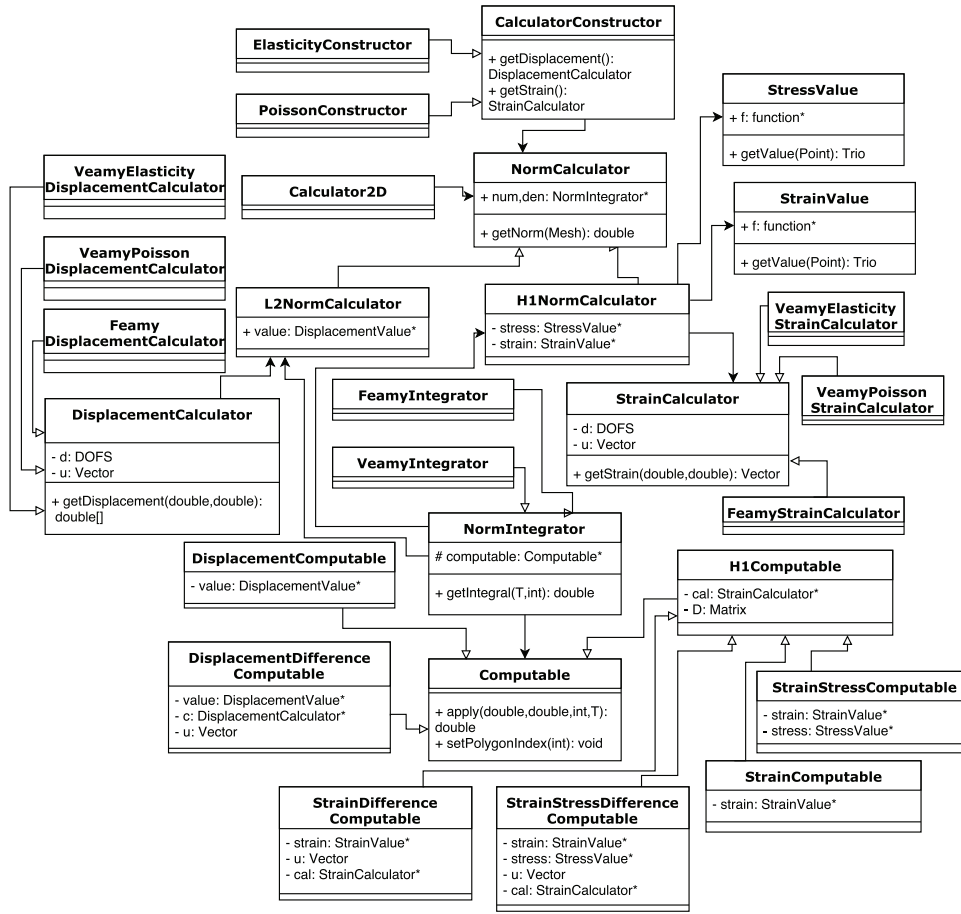 CalculatorConstructor
+ getDisplacement():
DisplacementCalculator
+ getStrain():
StrainCalculator
ElasticityConstructor
PoissonConstructor
StressValue
+ f: function*
+ getValue(Point): Trio
NormCalculator
+ num,den: NormIntegrator*
+ getNorm(Mesh): double
Calculator2D
VeamyElasticity
DisplacementCalculator
StrainValue
+ f: function*
+ getValue(Point): Trio
VeamyPoisson
DisplacementCalculator
L2NormCalculator
+ value: DisplacementValue*
H1NormCalculator
- stress: StressValue*
- strain: StrainValue*
VeamyElasticity
StrainCalculator
Feamy
DisplacementCalculator
FeamyIntegrator
VeamyPoisson
StrainCalculator
DisplacementCalculator
- d: DOFS
- u: Vector
+ getDisplacement(double,double):
double[]
StrainCalculator
- d: DOFS
- u: Vector
+ getStrain(double,double): Vector
VeamyIntegrator
FeamyStrainCalculator
NormIntegrator
# computable: Computable*
+ getIntegral(T,int): double
DisplacementComputable
- value: DisplacementValue*
H1Computable
- cal: StrainCalculator*
- D: Matrix
DisplacementDifference
Computable
- value: DisplacementValue*
- c: DisplacementCalculator*
- u: Vector
Computable
+ apply(double,double,int,T):
double
+ setPolygonIndex(int): void
StrainStressComputable
- strain: StrainValue*
- stress: StressValue*
StrainComputable
- strain: StrainValue*
StrainDifference
Computable
- strain: StrainValue*
- u: Vector
- cal: StrainCalculator*
StrainStressDifference
Computable
- strain: StrainValue*
- stress: StressValue*
- u: Vector
- cal: StrainCalculator*